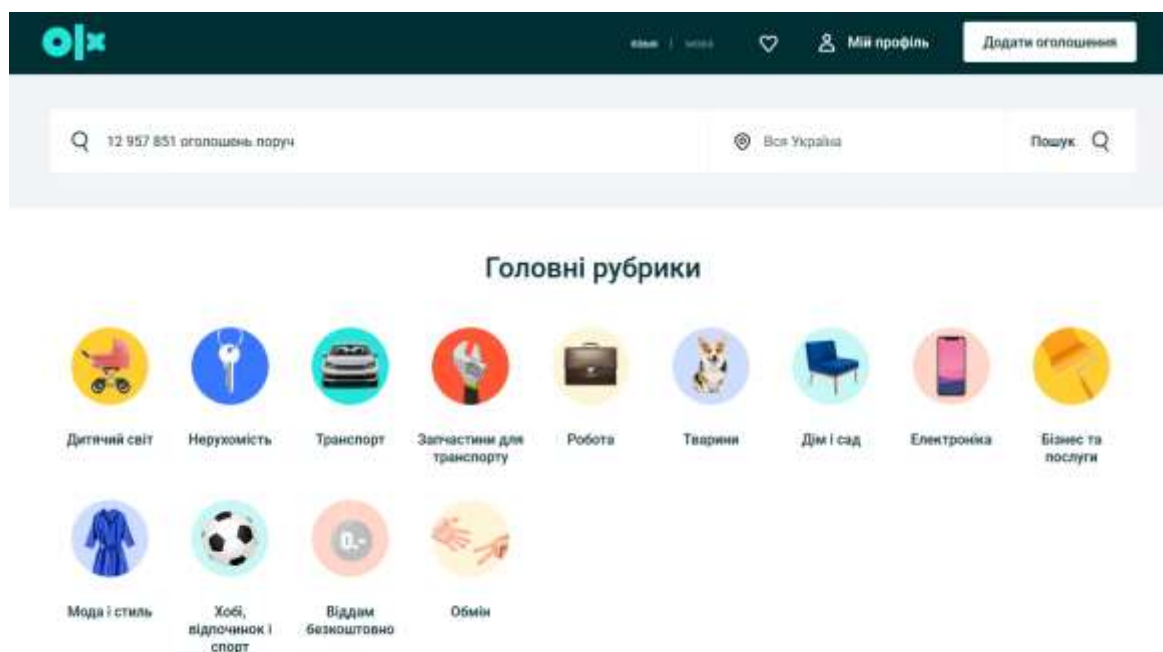 olx
Мій профіль
Додати оголошення
12 957 851 оголошень поруч
Вся Україна
Пошук
Головні рубрики
Дитячий світ
Нерухомість
Транспорт
Запчастини для
транспорту
Робота
Тварини
Дім і сад
Електроніка
Бізнес та
послуги
Мода і стиль
Хобі,
відпочинок і
спорт
0.-
Віддам
безкоштовно
Обмін